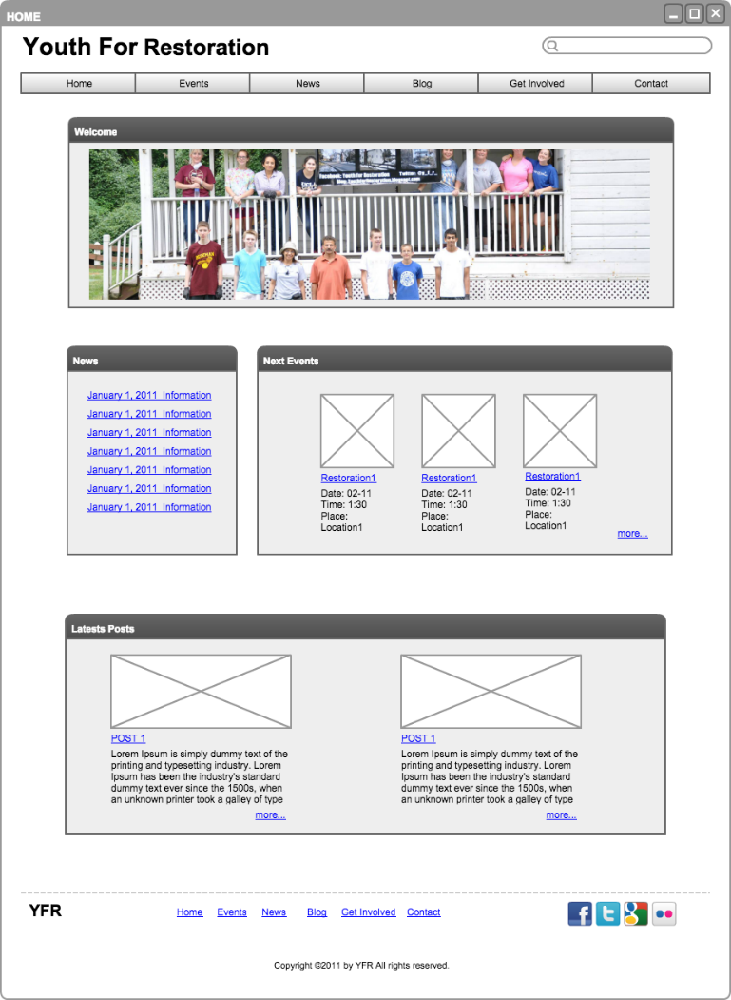 HOME
Youth For Restoration
Home Events News Blog Get Involved Contact
Welcome
Facebook: Youth for Restoration Twitter: @y_f_r_
News
January 1, 2011 Information
January 1, 2011 Information
January 1, 2011 Information
January 1, 2011 Information
January 1, 2011 Information
January 1, 2011 Information
January 1, 2011 Information
Next Events
Restoration1
Date: 02-11
Time: 1:30
Place:
Location1
Restoration1
Date: 02-11
Time: 1:30
Place:
Location1
Restoration1
Date: 02-11
Time: 1:30
Place:
Location1
more...
Latests Posts
POST 1
Lorem Ipsum is simply dummy text of the
printing and typesetting industry. Lorem
Ipsum has been the industry's standard
dummy text ever since the 1500s, when
an unknown printer took a galley of type
more...
POST 1
Lorem Ipsum is simply dummy text of the
printing and typesetting industry. Lorem
Ipsum has been the industry's standard
dummy text ever since the 1500s, when
an unknown printer took a galley of type
more...
YFR
Home Events News Blog Get Involved Contact
Copyright ©2011 by YFR All rights reserved.